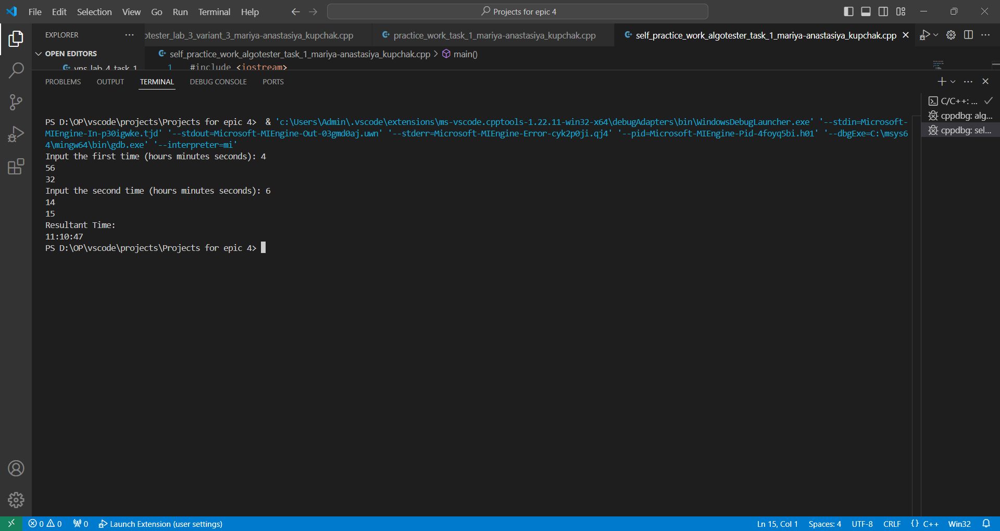 File Edit Selection View Go Run Terminal Help
Projects for epic 4
EXPLORER
otester_lab_3_variant_3_mariya-anastasiya_kupchak.cpp
practice_work_task_1_mariya-anastasiya_kupchak.cpp
self_practice_work_algotester_task_1_mariya-anastasiya_kupchak.cpp
OPEN EDITORS
self_practice_work_algotester_task_1_mariya-anastasiya_kupchak.cpp > main()
vns_lab_4_task_1
1 #include <iostream>
PROBLEMS OUTPUT TERMINAL DEBUG CONSOLE PORTS
C/C++: ...
cppdbg: alg...
cppdbg: sel...
PS D:\OP\vscode\projects\Projects for epic 4>  & 'c:\Users\Admin\.vscode\extensions\ms-vscode.cpptools-1.22.11-win32-x64\debugAdapters\bin\WindowsDebugLauncher.exe' '--stdin=Microsoft-
MIEngine-In-p30igwke.tjd' '--stdout=Microsoft-MIEngine-Out-03gmd0aj.uwn' '--stderr=Microsoft-MIEngine-Error-cyk2p0ji.qj4' '--pid=Microsoft-MIEngine-Pid-4foyq5bi.h01' '--dbgExe=C:\msys6
4\mingw64\bin\gdb.exe' '--interpreter=mi'
Input the first time (hours minutes seconds): 4
56
32
Input the second time (hours minutes seconds): 6
14
15
Resultant Time:
11:10:47
PS D:\OP\vscode\projects\Projects for epic 4>
0 0 0 Launch Extension (user settings)
Ln 15, Col 1 Spaces: 4 UTF-8 CRLF {} C++ Win32